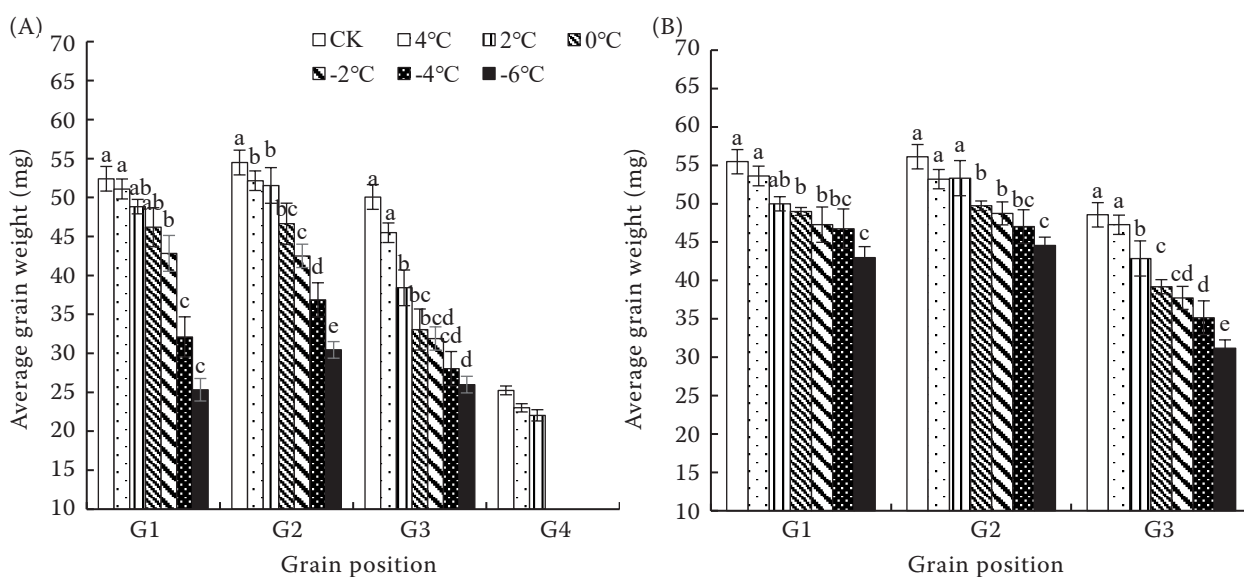 (A)
Average grain weight (mg)
70
65
60
55
50
45
40
35
30
25
20
15
10
CK 4°C 2°C 0°C
-2°C -4°C -6°C
a a ab ab b c c
a b b bc c d e
a a b bc bcd cd d
G1 G2 G3 G4
Grain position
(B)
Average grain weight (mg)
70
65
60
55
50
45
40
35
30
25
20
15
10
a a ab b bc bc c
a a a b b bc c
a a b c cd d e
G1 G2 G3
Grain position